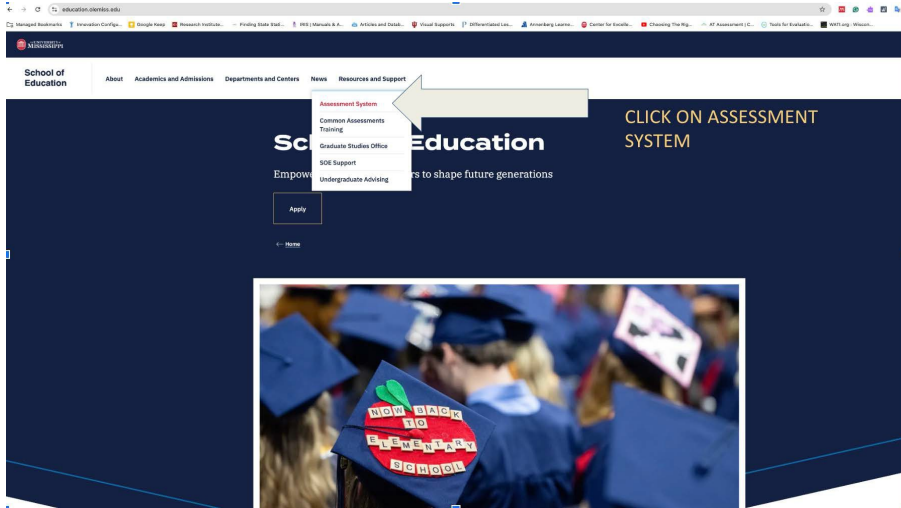 education.olemiss.edu
Managed Bookmarks Innovation Configu... Google Keep Research Institute... Finding State Stati... Articles and Datab... Visual Supports Differentiated Les... Annenberg Learne... Center for Excelle... Choosing The Rig... AT Assessment | C... Tools for Evaluatio... WATI.org - Wiscon...
MISSISSIPPI
School of
Education
About Academics and Admissions Departments and Centers News Resources and Support
Assessment System
Common Assessments
Training
Graduate Studies Office
SOE Support
Undergraduate Advising
CLICK ON ASSESSMENT
SYSTEM
Sc Education
Empowe rs to shape future generations
Apply
<-- Home
NOW BACK
TO
ELEMENTARY
SCHOOL